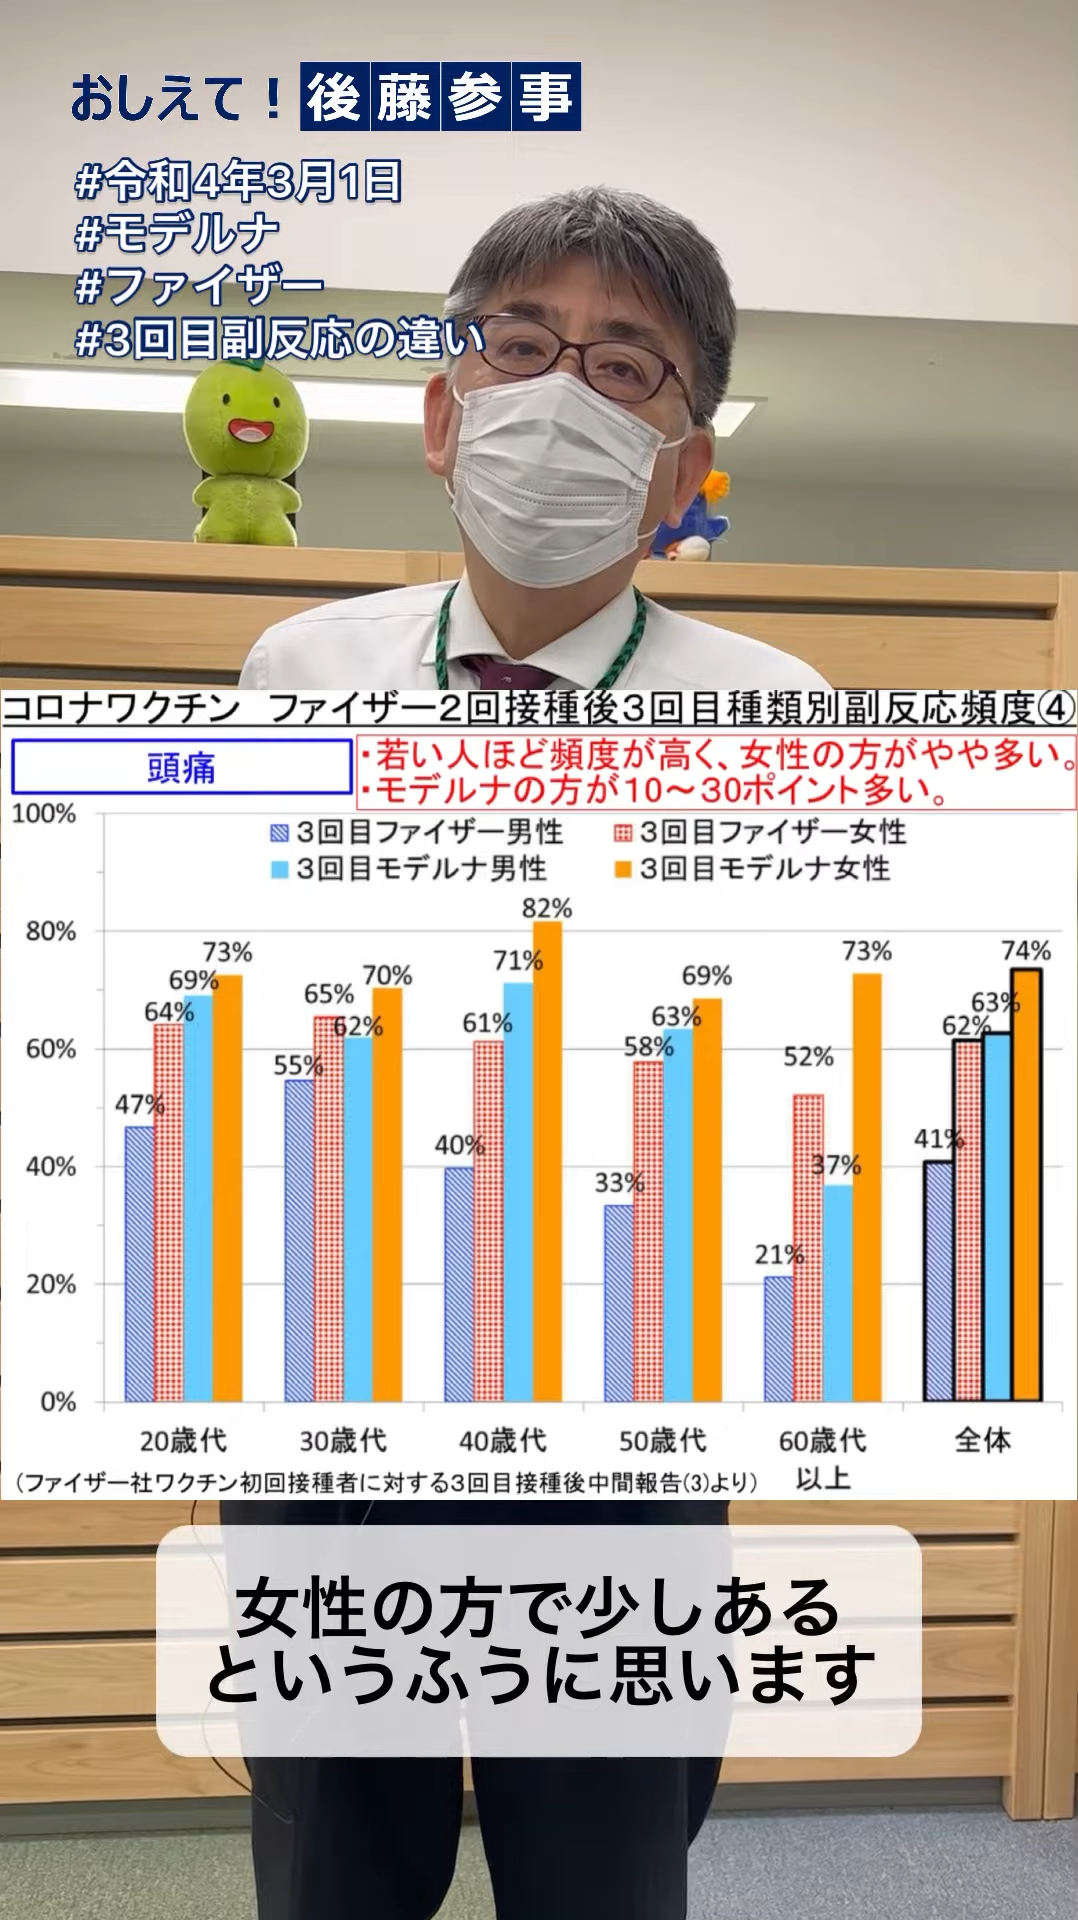 おしえて！後藤参事
#令和4年3月1日
#モデルナ
#ファイザー
#3回目副反応の違い
コロナワクチン　ファイザー2回接種後3回目種類別副反応頻度④
頭痛
・若い人ほど頻度が高く、女性の方がやや多い。
・モデルナの方が10～30ポイント多い。
3回目ファイザー男性　3回目ファイザー女性
3回目モデルナ男性　3回目モデルナ女性
100%
80%
60%
40%
20%
0%
47% 64% 69% 73%
55% 65% 62% 70%
40% 61% 71% 82%
33% 58% 63% 69%
21% 52% 37% 73%
41% 62% 63% 74%
20歳代　30歳代　40歳代　50歳代　60歳代　全体
以上
（ファイザー社ワクチン初回接種者に対する3回目接種後中間報告(3)より）
女性の方で少しある
というふうに思います